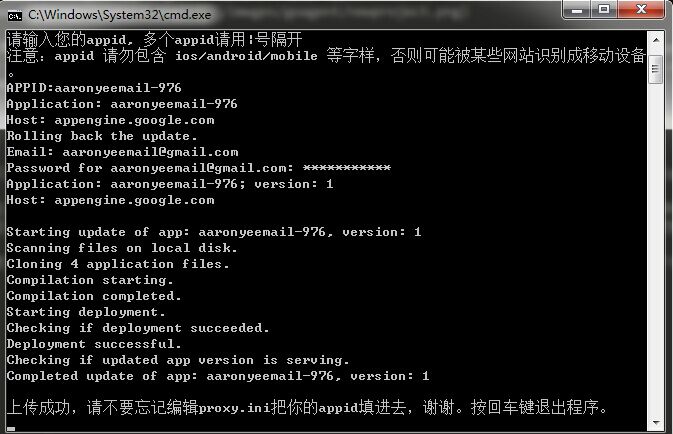 C:\Windows\System32\cmd.exe
请输入您的appid, 多个appid请用|号隔开
注意：appid 请勿包含 ios/android/mobile 等字样，否则可能被某些网站识别成移动设备
。
APPID:aaronyeemail-976
Application: aaronyeemail-976
Host: appengine.google.com
Rolling back the update.
Email: aaronyeemail@gmail.com
Password for aaronyeemail@gmail.com: ***********
Application: aaronyeemail-976; version: 1
Host: appengine.google.com
Starting update of app: aaronyeemail-976, version: 1
Scanning files on local disk.
Cloning 4 application files.
Compilation starting.
Compilation completed.
Starting deployment.
Checking if deployment succeeded.
Deployment successful.
Checking if updated app version is serving.
Completed update of app: aaronyeemail-976, version: 1
上传成功，请不要忘记编辑proxy.ini把你的appid填进去，谢谢。按回车键退出程序。